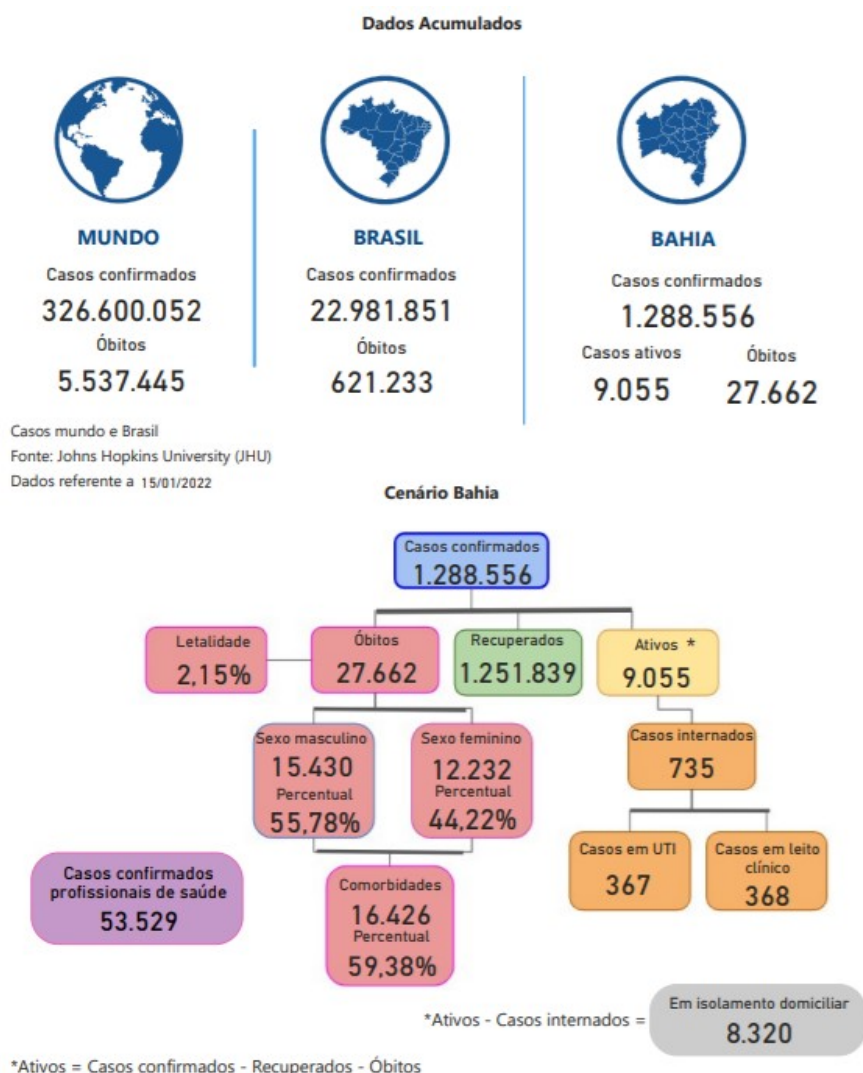 Dados Acumulados
MUNDO
Casos confirmados
326.600.052
Óbitos
5.537.445
BRASIL
Casos confirmados
22.981.851
Óbitos
621.233
BAHIA
Casos confirmados
1.288.556
Casos ativos
9.055
Óbitos
27.662
Casos mundo e Brasil
Fonte: Johns Hopkins University (JHU)
Dados referente a 15/01/2022
Cenário Bahia
Casos confirmados
1.288.556
Letalidade
2,15%
Óbitos
27.662
Recuperados
1.251.839
Ativos *
9.055
Sexo masculino
15.430
Percentual
55,78%
Sexo feminino
12.232
Percentual
44,22%
Casos internados
735
Casos em UTI
367
Casos em leito
clínico
368
Casos confirmados
profissionais de saúde
53.529
Comorbidades
16.426
Percentual
59,38%
*Ativos - Casos internados =
Em isolamento domiciliar
8.320
*Ativos = Casos confirmados - Recuperados - Óbitos